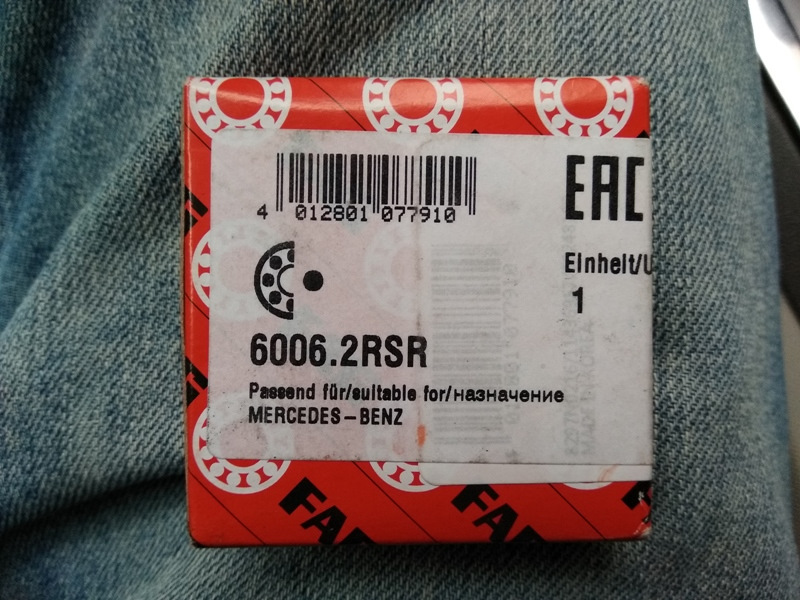 4 012801 077910
EAC
Einheit/U
1
6006.2RSR
Passend für/suitable for/назначение
MERCEDES-BENZ
FA
FA